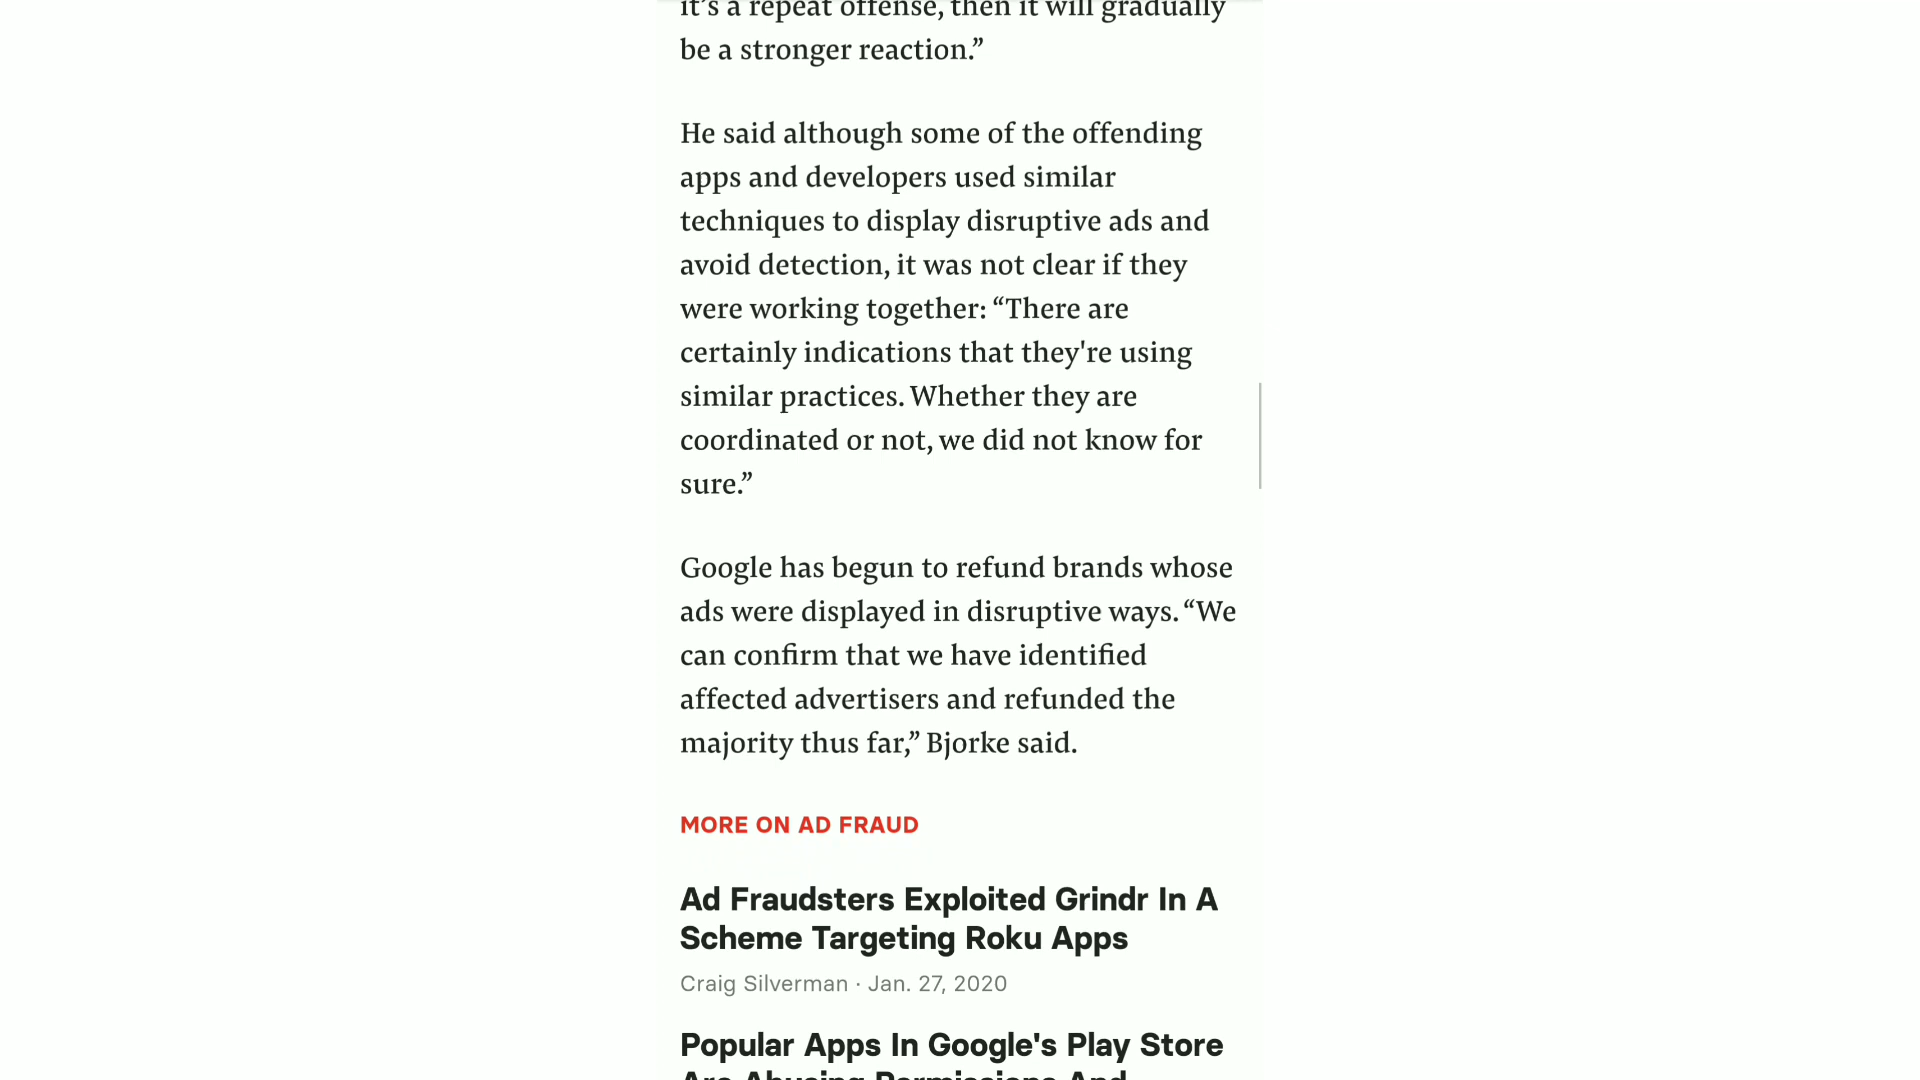 it's a repeat offense, then it will gradually
be a stronger reaction.”
He said although some of the offending
apps and developers used similar
techniques to display disruptive ads and
avoid detection, it was not clear if they
were working together: “There are
certainly indications that they're using
similar practices. Whether they are
coordinated or not, we did not know for
sure.”
Google has begun to refund brands whose
ads were displayed in disruptive ways. “We
can confirm that we have identified
affected advertisers and refunded the
majority thus far,” Bjorke said.
MORE ON AD FRAUD
Ad Fraudsters Exploited Grindr In A
Scheme Targeting Roku Apps
Craig Silverman · Jan. 27, 2020
Popular Apps In Google's Play Store
Are Abusing Permissions And